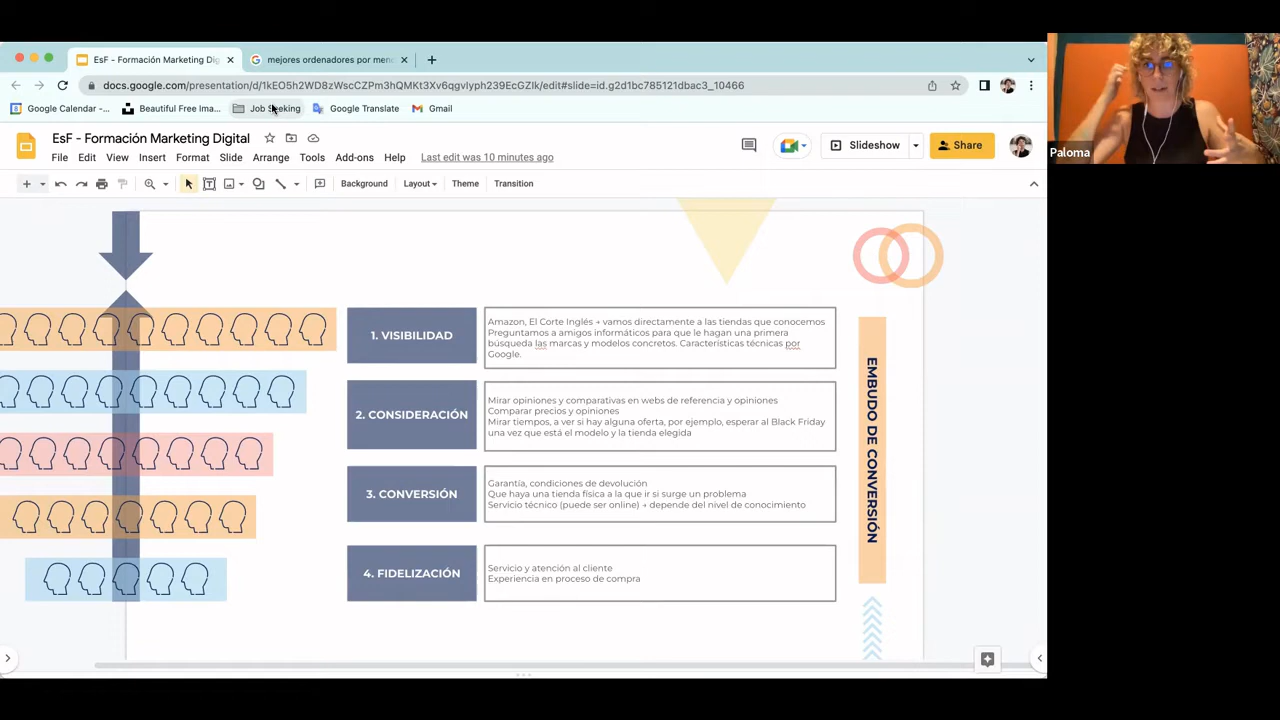 EsF - Formación Marketing Dig
mejores ordenadores por men
docs.google.com/presentation/d/1kEO5h2WD8zWscCZPm3hQMKt3Xv6qgvlyph239EcGZlk/edit#slide=id.g2d1bc785121dbac3_10466
Google Calendar -...
Beautiful Free Ima...
Job Seeking
Google Translate
Gmail
EsF - Formación Marketing Digital
File Edit View Insert Format Slide Arrange Tools Add-ons Help Last edit was 10 minutes ago
Slideshow
Share
Background Layout Theme Transition
Paloma
1. VISIBILIDAD
Amazon, El Corte Inglés → vamos directamente a las tiendas que conocemos
Preguntamos a amigos informáticos para que le hagan una primera
búsqueda las marcas y modelos concretos. Características técnicas por
Google.
2. CONSIDERACIÓN
Mirar opiniones y comparativas en webs de referencia y opiniones
Comparar precios y opiniones
Mirar tiempos, a ver si hay alguna oferta, por ejemplo, esperar al Black Friday
una vez que está el modelo y la tienda elegida
3. CONVERSIÓN
Garantía, condiciones de devolución
Que haya una tienda física a la que ir si surge un problema
Servicio técnico (puede ser online) → depende del nivel de conocimiento
4. FIDELIZACIÓN
Servicio y atención al cliente
Experiencia en proceso de compra
EMBUDO DE CONVERSIÓN